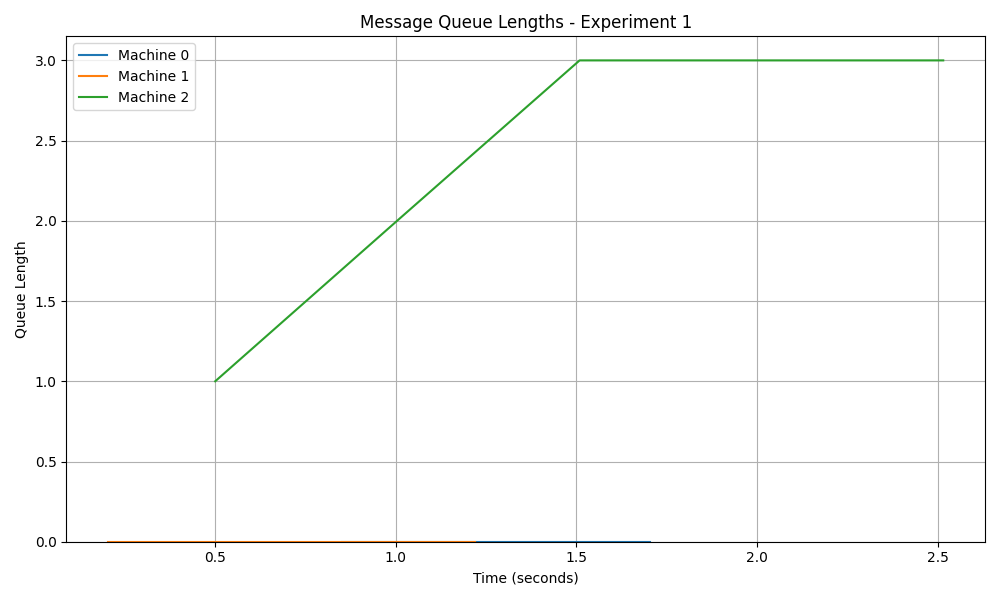 Message Queue Lengths - Experiment 1
Machine 0
Machine 1
Machine 2
3.0
2.5
2.0
1.5
1.0
0.5
0.0
Queue Length
0.5 1.0 1.5 2.0 2.5
Time (seconds)